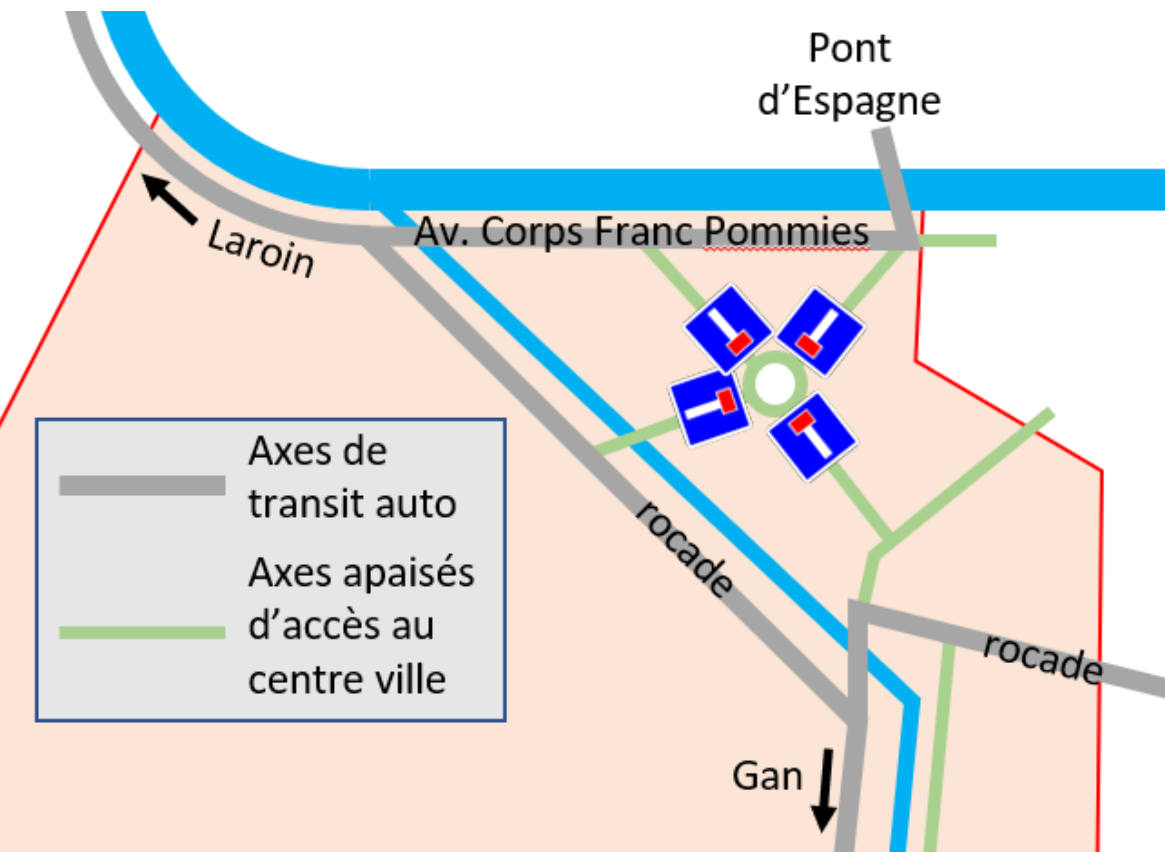 Pont
d'Espagne
Av. Corps Franc Pommies
Laroin
Axes de
transit auto
Axes apaisés
d'accès au
centre ville
rocade
rocade
Gan